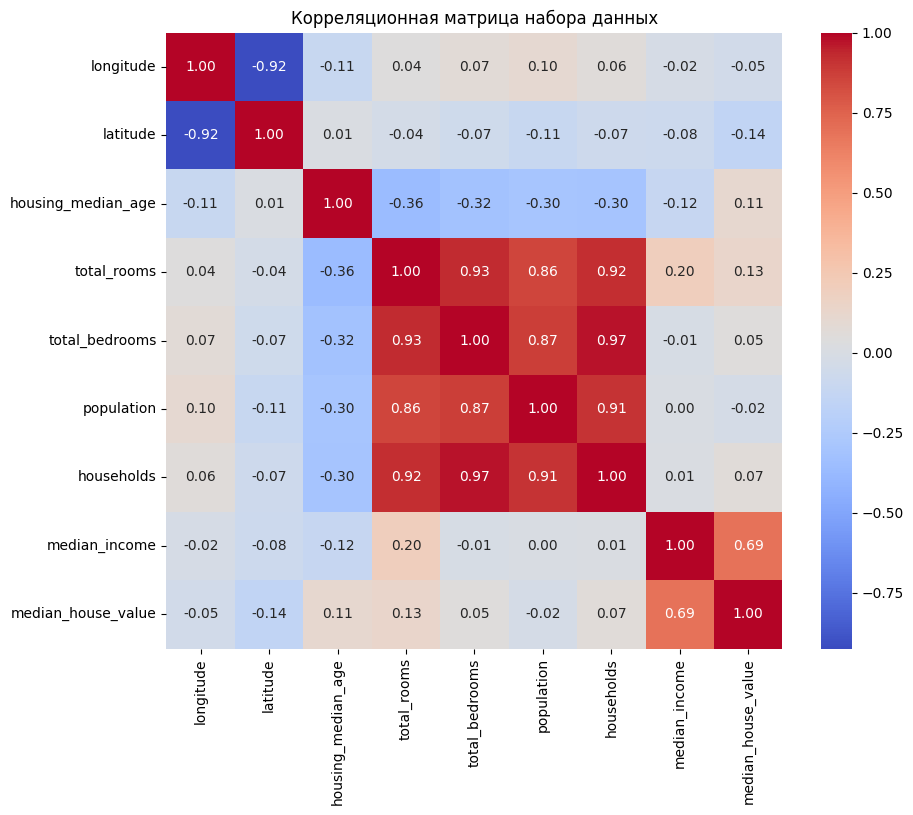 Корреляционная матрица набора данных
longitude 1.00 -0.92 -0.11 0.04 0.07 0.10 0.06 -0.02 -0.05
latitude -0.92 1.00 0.01 -0.04 -0.07 -0.11 -0.07 -0.08 -0.14
housing_median_age -0.11 0.01 1.00 -0.36 -0.32 -0.30 -0.30 -0.12 0.11
total_rooms 0.04 -0.04 -0.36 1.00 0.93 0.86 0.92 0.20 0.13
total_bedrooms 0.07 -0.07 -0.32 0.93 1.00 0.87 0.97 -0.01 0.05
population 0.10 -0.11 -0.30 0.86 0.87 1.00 0.91 0.00 -0.02
households 0.06 -0.07 -0.30 0.92 0.97 0.91 1.00 0.01 0.07
median_income -0.02 -0.08 -0.12 0.20 -0.01 0.00 0.01 1.00 0.69
median_house_value -0.05 -0.14 0.11 0.13 0.05 -0.02 0.07 0.69 1.00
longitude
latitude
housing_median_age
total_rooms
total_bedrooms
population
households
median_income
median_house_value
1.00
0.75
0.50
0.25
0.00
−0.25
−0.50
−0.75